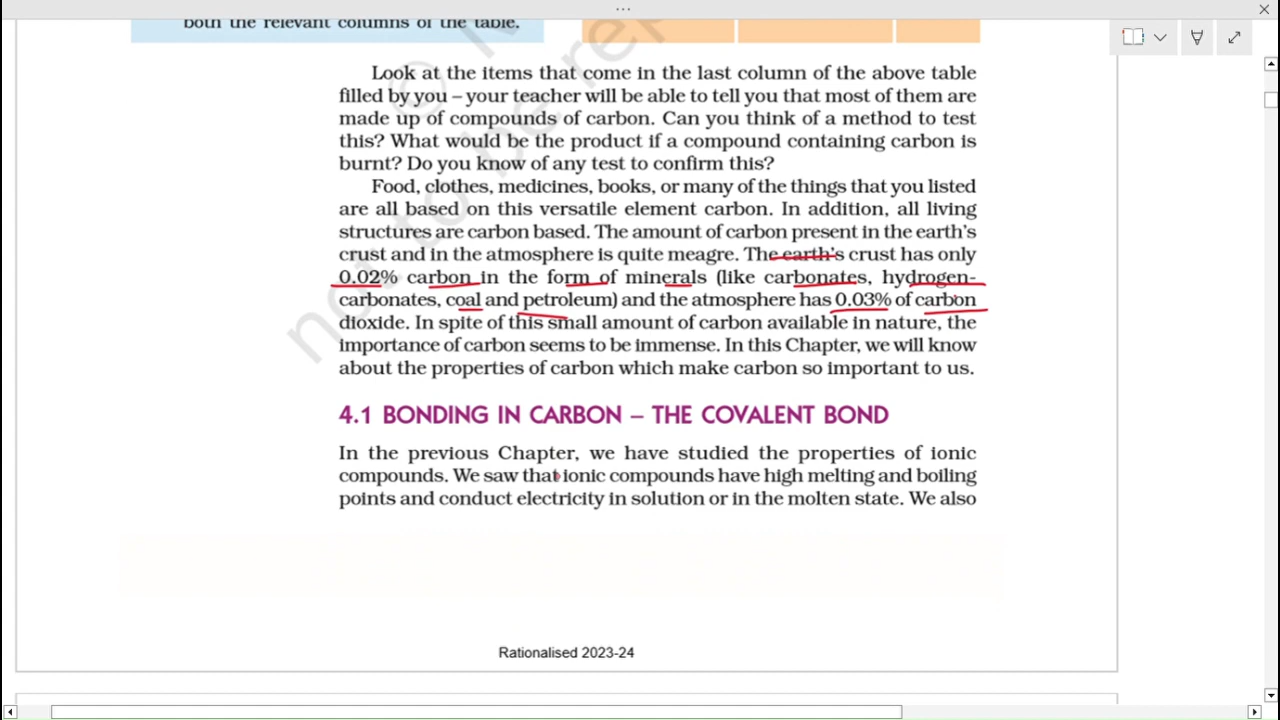 both the relevant columns of the table.
Look at the items that come in the last column of the above table
filled by you – your teacher will be able to tell you that most of them are
made up of compounds of carbon. Can you think of a method to test
this? What would be the product if a compound containing carbon is
burnt? Do you know of any test to confirm this?
Food, clothes, medicines, books, or many of the things that you listed
are all based on this versatile element carbon. In addition, all living
structures are carbon based. The amount of carbon present in the earth's
crust and in the atmosphere is quite meagre. The earth's crust has only
0.02% carbon in the form of minerals (like carbonates, hydrogen-
carbonates, coal and petroleum) and the atmosphere has 0.03% of carbon
dioxide. In spite of this small amount of carbon available in nature, the
importance of carbon seems to be immense. In this Chapter, we will know
about the properties of carbon which make carbon so important to us.
4.1 BONDING IN CARBON – THE COVALENT BOND
In the previous Chapter, we have studied the properties of ionic
compounds. We saw that ionic compounds have high melting and boiling
points and conduct electricity in solution or in the molten state. We also
Rationalised 2023-24
©
not to be rep